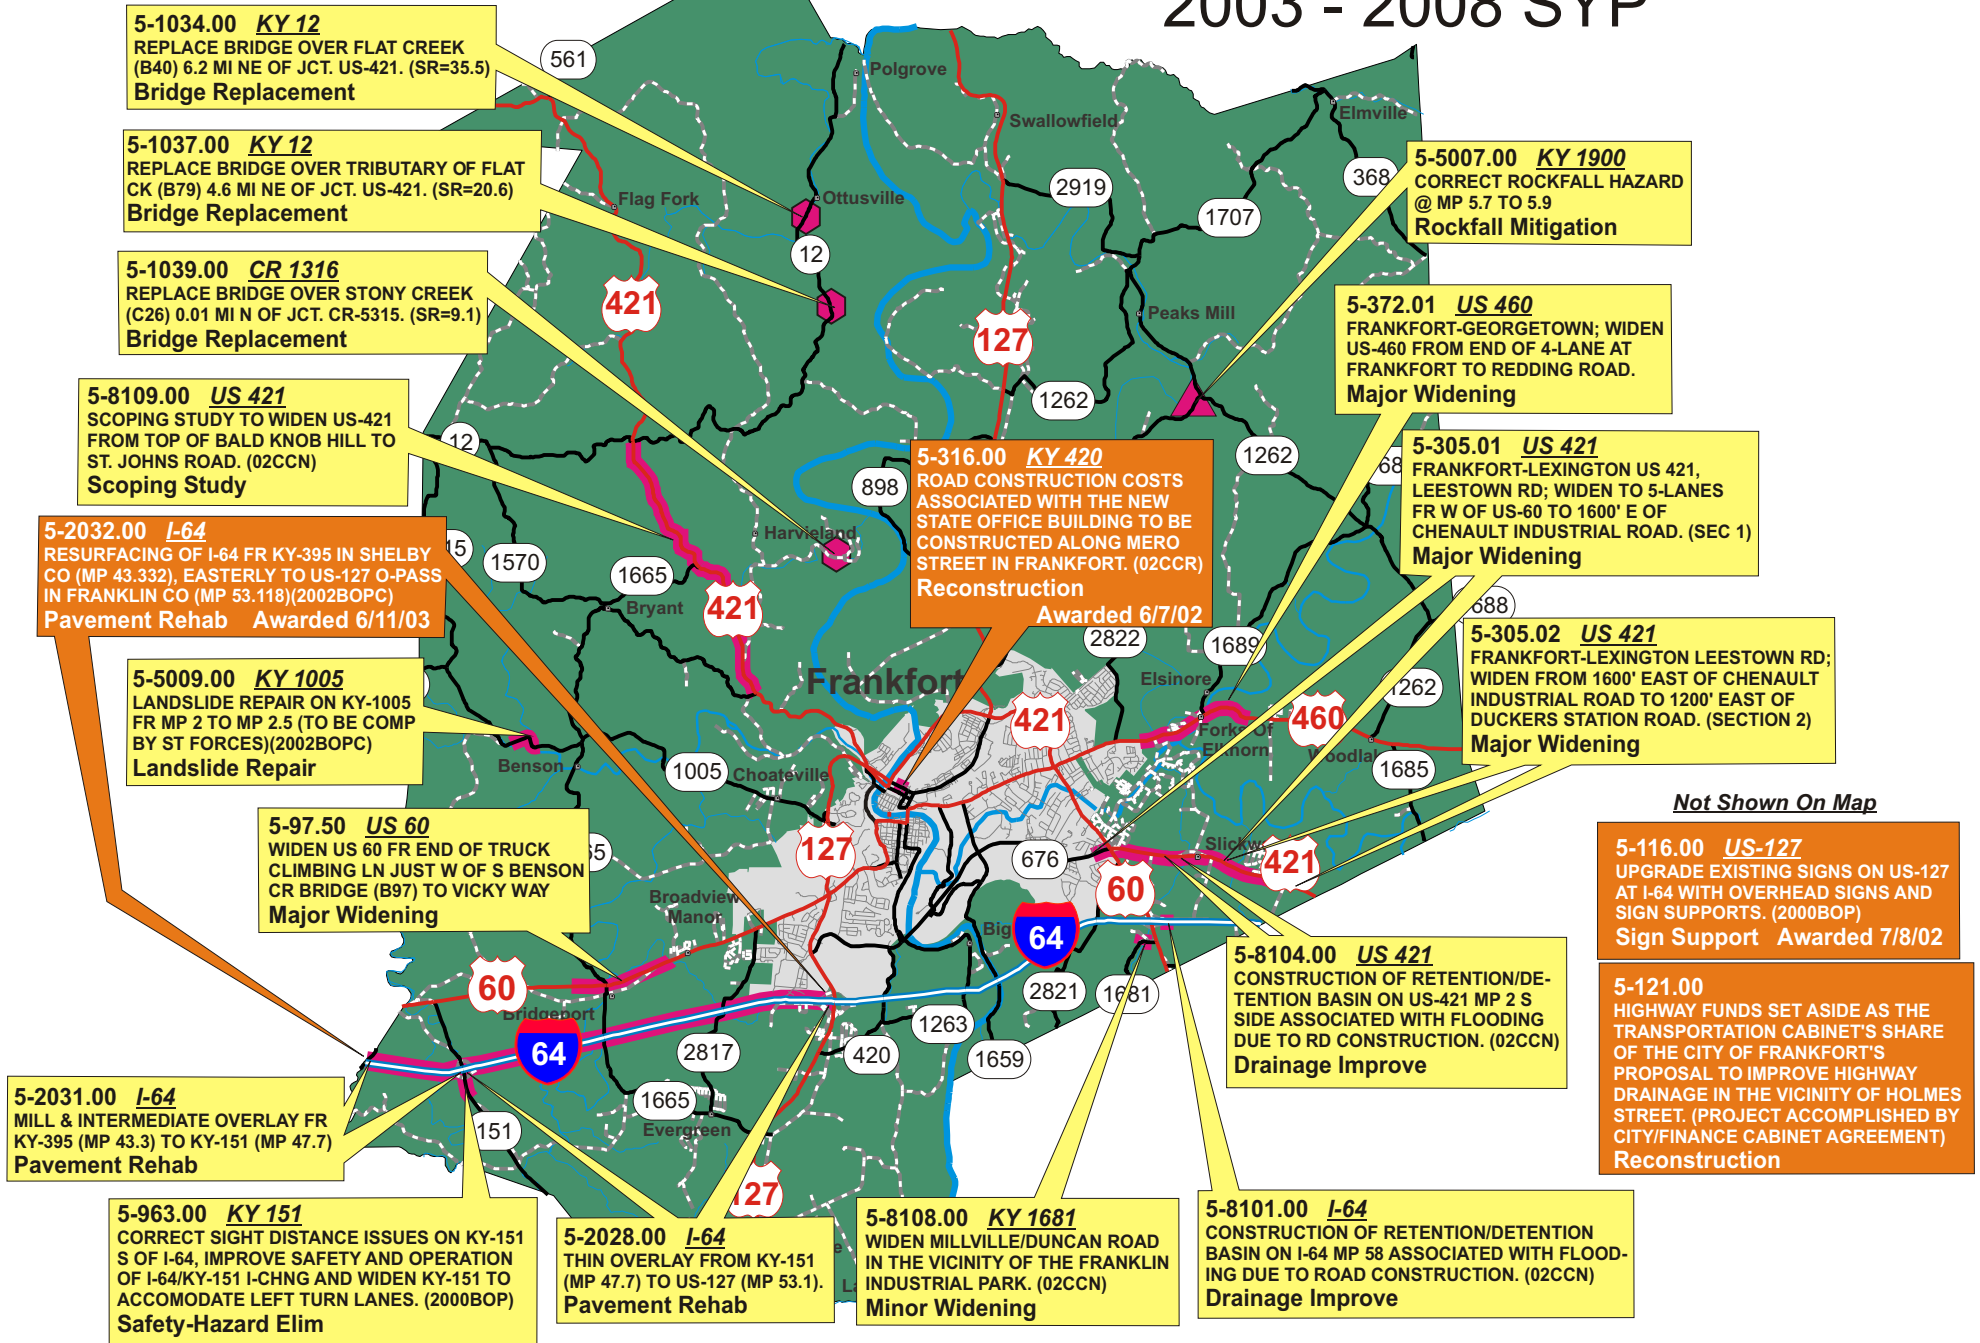 2003 - 2008 SYP
5-1034.00 KY 12
REPLACE BRIDGE OVER FLAT CREEK
(B40) 6.2 MI NE OF JCT. US-421. (SR=35.5)
Bridge Replacement
5-1037.00 KY 12
REPLACE BRIDGE OVER TRIBUTARY OF FLAT
CK (B79) 4.6 MI NE OF JCT. US-421. (SR=20.6)
Bridge Replacement
5-1039.00 CR 1316
REPLACE BRIDGE OVER STONY CREEK
(C26) 0.01 MI N OF JCT. CR-5315. (SR=9.1)
Bridge Replacement
5-8109.00 US 421
SCOPING STUDY TO WIDEN US-421
FROM TOP OF BALD KNOB HILL TO
ST. JOHNS ROAD. (02CCN)
Scoping Study
5-2032.00 I-64
RESURFACING OF I-64 FR KY-395 IN SHELBY
CO (MP 43.332), EASTERLY TO US-127 O-PASS
IN FRANKLIN CO (MP 53.118)(2002BOPC)
Pavement Rehab Awarded 6/11/03
5-5009.00 KY 1005
LANDSLIDE REPAIR ON KY-1005
FR MP 2 TO MP 2.5 (TO BE COMP
BY ST FORCES)(2002BOPC)
Landslide Repair
5-97.50 US 60
WIDEN US 60 FR END OF TRUCK
CLIMBING LN JUST W OF S BENSON
CR BRIDGE (B97) TO VICKY WAY
Major Widening
5-2031.00 I-64
MILL & INTERMEDIATE OVERLAY FR
KY-395 (MP 43.3) TO KY-151 (MP 47.7)
Pavement Rehab
5-963.00 KY 151
CORRECT SIGHT DISTANCE ISSUES ON KY-151
S OF I-64, IMPROVE SAFETY AND OPERATION
OF I-64/KY-151 I-CHNG AND WIDEN KY-151 TO
ACCOMODATE LEFT TURN LANES. (2000BOP)
Safety-Hazard Elim
5-2028.00 I-64
THIN OVERLAY FROM KY-151
(MP 47.7) TO US-127 (MP 53.1).
Pavement Rehab
5-8108.00 KY 1681
WIDEN MILLVILLE/DUNCAN ROAD
IN THE VICINITY OF THE FRANKLIN
INDUSTRIAL PARK. (02CCN)
Minor Widening
5-8101.00 I-64
CONSTRUCTION OF RETENTION/DETENTION
BASIN ON I-64 MP 58 ASSOCIATED WITH FLOOD-
ING DUE TO ROAD CONSTRUCTION. (02CCN)
Drainage Improve
5-8104.00 US 421
CONSTRUCTION OF RETENTION/DE-
TENTION BASIN ON US-421 MP 2 S
SIDE ASSOCIATED WITH FLOODING
DUE TO RD CONSTRUCTION. (02CCN)
Drainage Improve
5-316.00 KY 420
ROAD CONSTRUCTION COSTS
ASSOCIATED WITH THE NEW
STATE OFFICE BUILDING TO BE
CONSTRUCTED ALONG MERO
STREET IN FRANKFORT. (02CCR)
Reconstruction
Awarded 6/7/02
5-5007.00 KY 1900
CORRECT ROCKFALL HAZARD
@ MP 5.7 TO 5.9
Rockfall Mitigation
5-372.01 US 460
FRANKFORT-GEORGETOWN; WIDEN
US-460 FROM END OF 4-LANE AT
FRANKFORT TO REDDING ROAD.
Major Widening
5-305.01 US 421
FRANKFORT-LEXINGTON US 421,
LEESTOWN RD; WIDEN TO 5-LANES
FR W OF US-60 TO 1600' E OF
CHENAULT INDUSTRIAL ROAD. (SEC 1)
Major Widening
5-305.02 US 421
FRANKFORT-LEXINGTON LEESTOWN RD;
WIDEN FROM 1600' EAST OF CHENAULT
INDUSTRIAL ROAD TO 1200' EAST OF
DUCKERS STATION ROAD. (SECTION 2)
Major Widening
Not Shown On Map
5-116.00 US-127
UPGRADE EXISTING SIGNS ON US-127
AT I-64 WITH OVERHEAD SIGNS AND
SIGN SUPPORTS. (2000BOP)
Sign Support Awarded 7/8/02
5-121.00
HIGHWAY FUNDS SET ASIDE AS THE
TRANSPORTATION CABINET'S SHARE
OF THE CITY OF FRANKFORT'S
PROPOSAL TO IMPROVE HIGHWAY
DRAINAGE IN THE VICINITY OF HOLMES
STREET. (PROJECT ACCOMPLISHED BY
CITY/FINANCE CABINET AGREEMENT)
Reconstruction
561
Polgrove
Swallowfield
Elmville
368
2919
1707
Flag Fork
Ottusville
12
421
127
Peaks Mill
1262
1262
12
898
Harvieland
15
1570
1665
Bryant
421
68
688
2822
1689
Elsinore
1262
Frankfort
421
460
Forks Of
Elkhorn
1685
Benson
1005
Choateville
127
676
421
60
65
Broadview
Manor
Big
64
60
Bridgeport
64
2817
1263
420
2821
1681
1659
1665
Evergreen
151
127